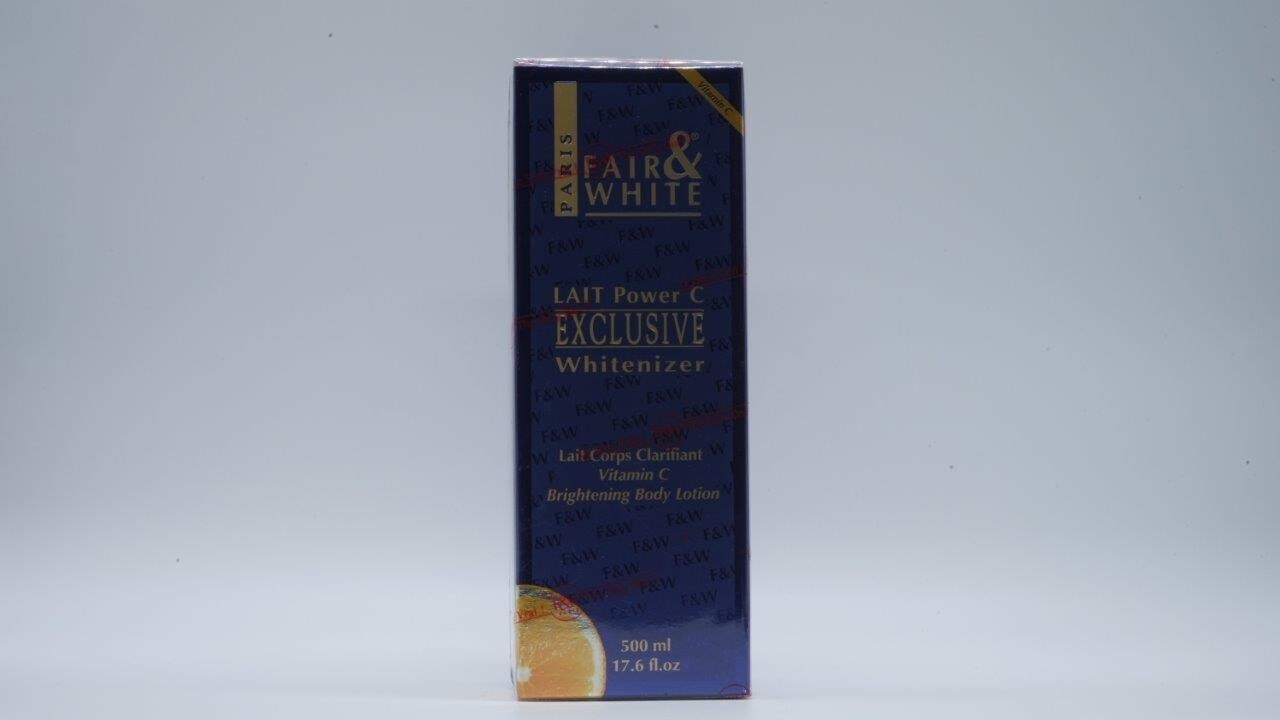 Vitamin C
PARIS
FAIR &®
WHITE
LAIT Power C
EXCLUSIVE
Whitenizer
Lait Corps Clarifiant
Vitamin C
Brightening Body Lotion
500 ml
17.6 fl.oz
F&W